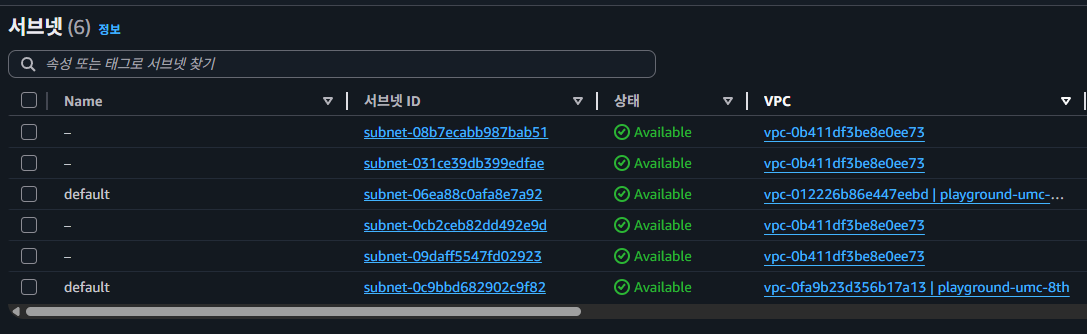 서브넷 (6) 정보
속성 또는 태그로 서브넷 찾기
Name 서브넷 ID 상태 VPC
– subnet-08b7ecabb987bab51 Available vpc-0b411df3be8e0ee73
– subnet-031ce39db399edfae Available vpc-0b411df3be8e0ee73
default subnet-06ea88c0afa8e7a92 Available vpc-012226b86e447eebd | playground-umc-...
– subnet-0cb2ceb82dd492e9d Available vpc-0b411df3be8e0ee73
– subnet-09daff5547fd02923 Available vpc-0b411df3be8e0ee73
default subnet-0c9bbd682902c9f82 Available vpc-0fa9b23d356b17a13 | playground-umc-8th